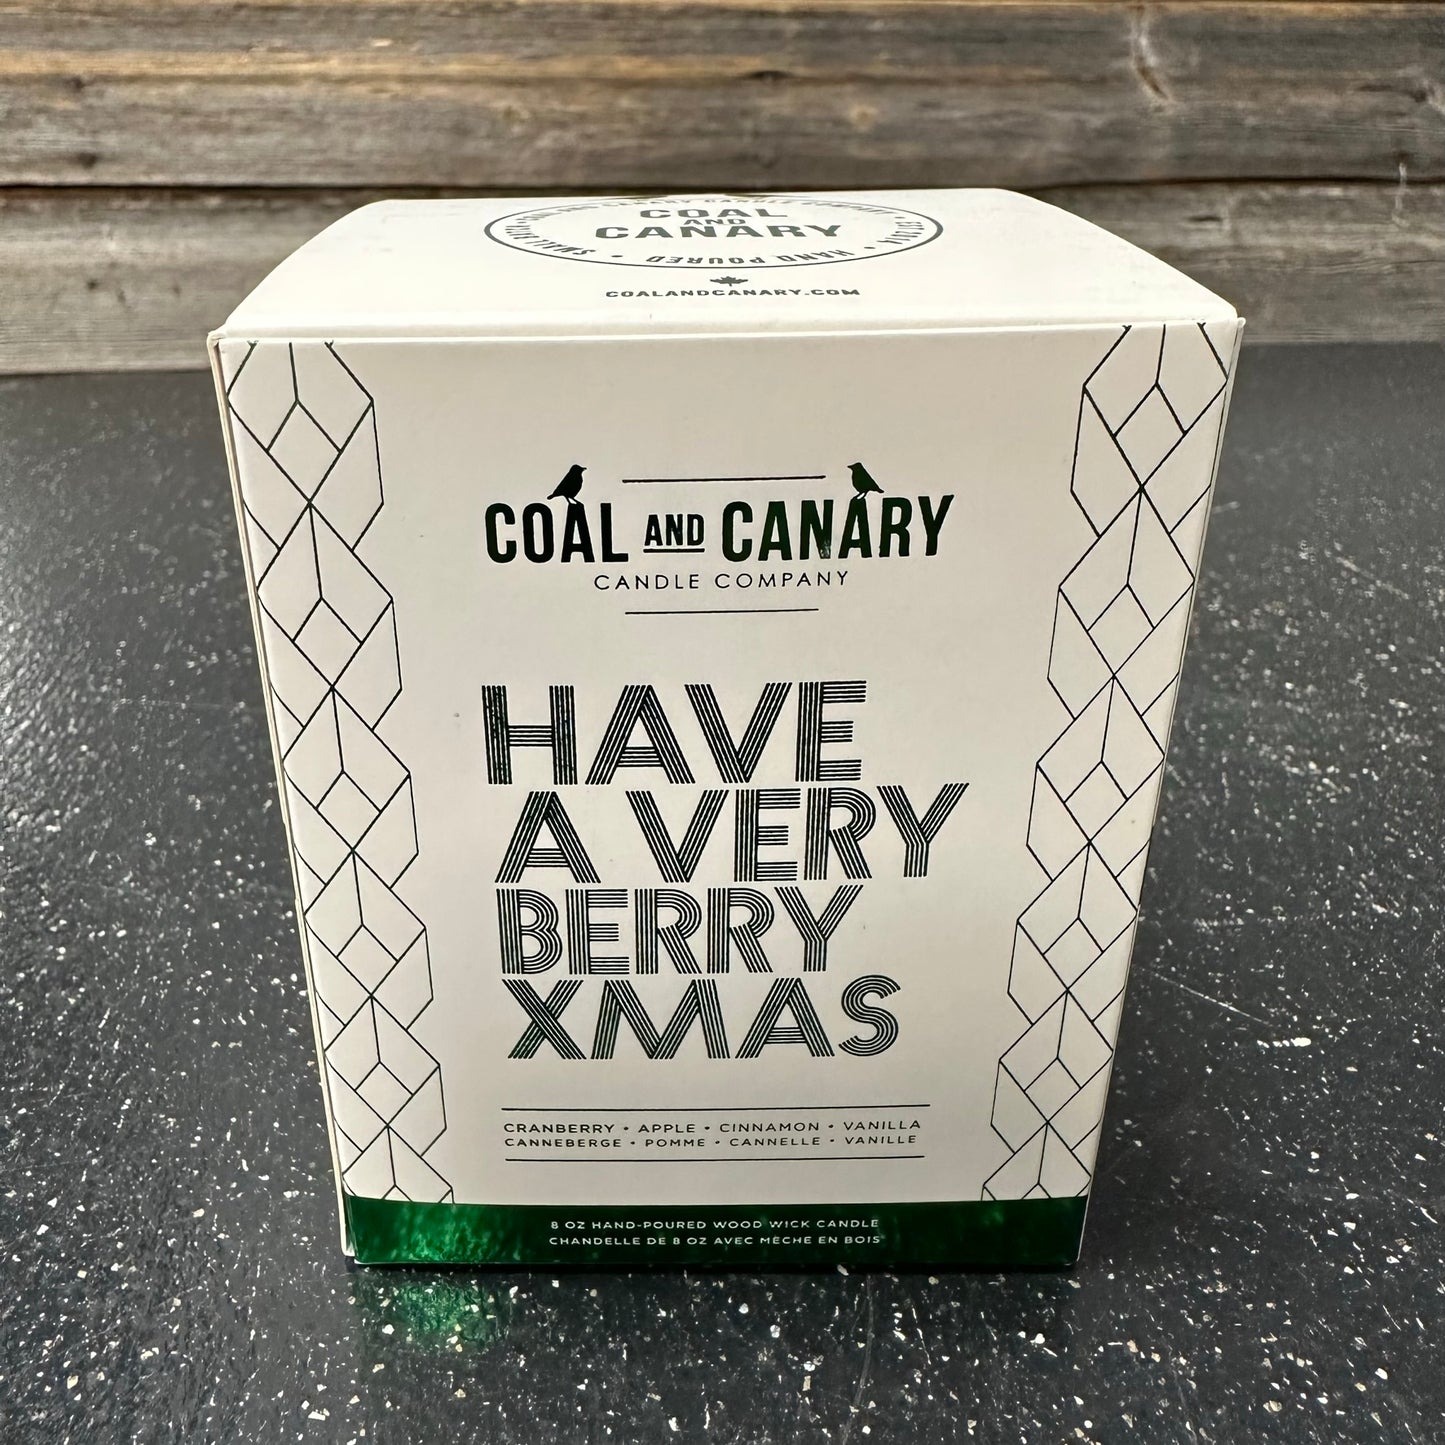 COAL
AND
CANARY
CANDLE COMPANY
HAND POURED
COALANDCANARY.COM
COAL AND CANARY
CANDLE COMPANY
HAVE
A VERY
BERRY
XMAS
CRANBERRY • APPLE • CINNAMON • VANILLA
CANNEBERGE • POMME • CANNELLE • VANILLE
8 OZ HAND-POURED WOOD WICK CANDLE
CHANDELLE DE 8 OZ AVEC MÈCHE EN BOIS